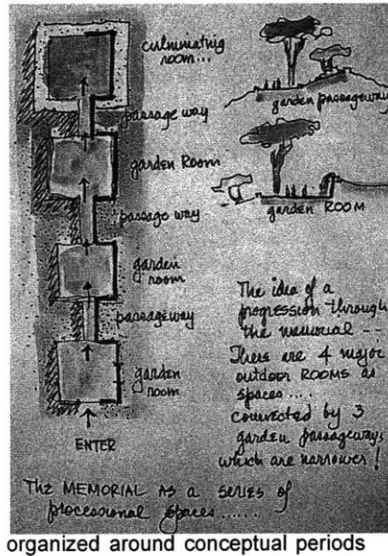 culminating
room...
passage way
garden Room
passage way
garden
room
passageway
garden
room
ENTER
garden passageway
garden ROOM
The idea of a
progression through
the memorial --
There are 4 major
outdoor ROOMS as
spaces....
connected by 3
garden passageways
which are narrower!
The MEMORIAL AS A SERIES OF
processional spaces......
organized around conceptual periods